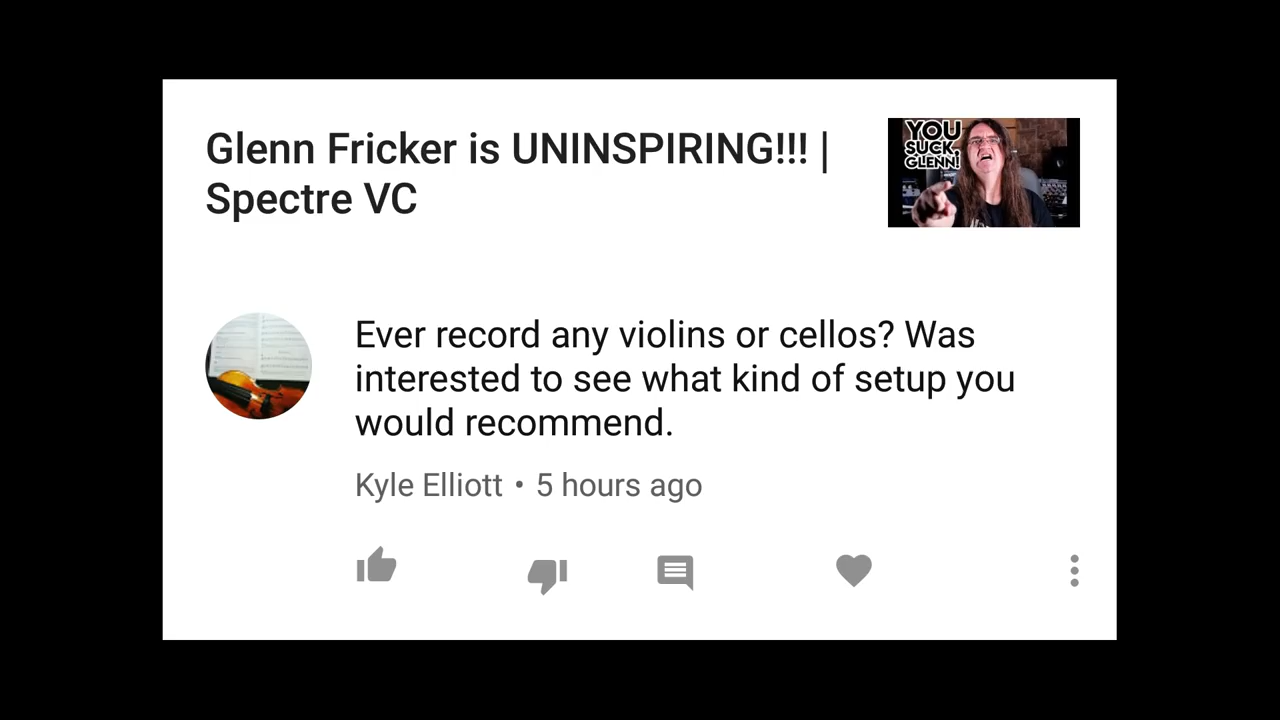 Glenn Fricker is UNINSPIRING!!! |
Spectre VC
YOU
SUCK,
GLENN!
Ever record any violins or cellos? Was
interested to see what kind of setup you
would recommend.
Kyle Elliott • 5 hours ago